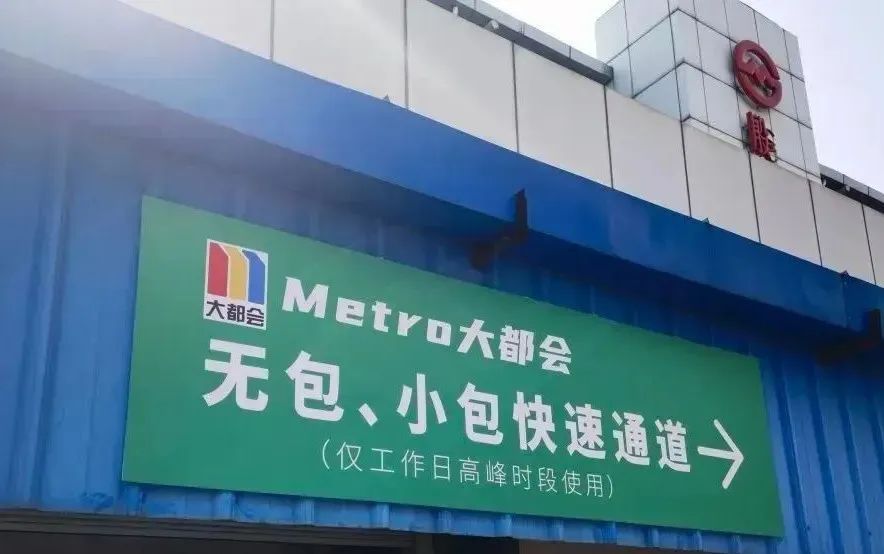 殷
大都会
Metro大都会
无包、小包快速通道
（仅工作日高峰时段使用）